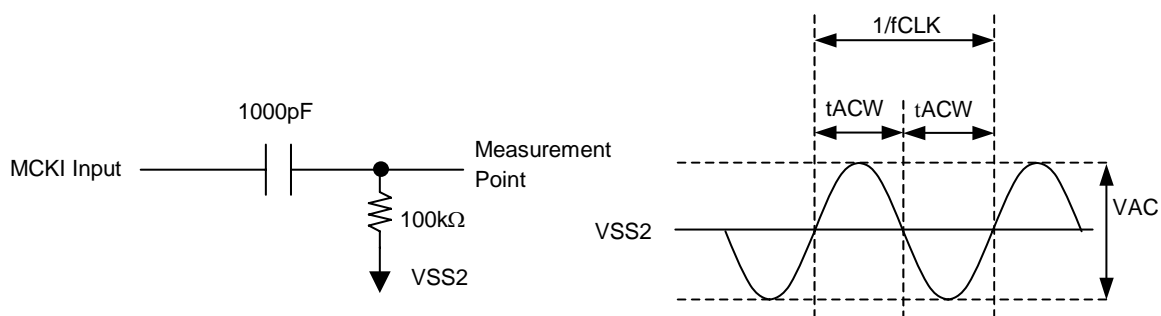 1000pF
MCKI Input
Measurement
Point
100kΩ
VSS2
1/fCLK
tACW
tACW
VSS2
VAC